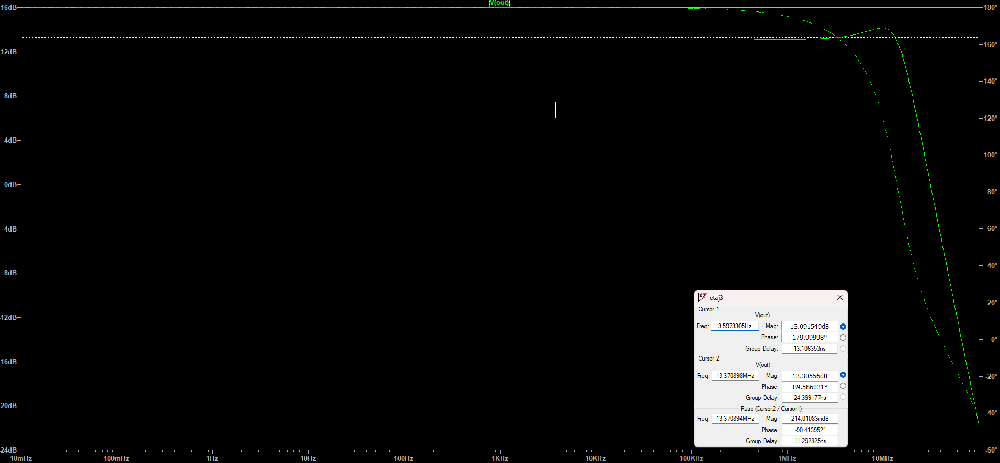 V(out)
16dB
12dB
8dB
4dB
0dB
-4dB
-8dB
12dB
16dB
20dB
24dB
180°
160°
140°
120°
100°
80°
60°
40°
20°
0°
-20°
-40°
-60°
10mHz 100mHz 1Hz 10Hz 100Hz 1KHz 10KHz 100KHz 1MHz 10MHz
etaj3
Cursor 1
V(out)
Freq: 3.5973305Hz Mag: 13.091549dB
Phase: 179.99998°
Group Delay: 13.106353ns
Cursor 2
V(out)
Freq: 13.370898MHz Mag: 13.30556dB
Phase: 89.586031°
Group Delay: 24.399177ns
Ratio (Cursor2 / Cursor1)
Freq: 13.370894MHz Mag: 214.01083mdB
Phase: -90.413952°
Group Delay: 11.292825ns